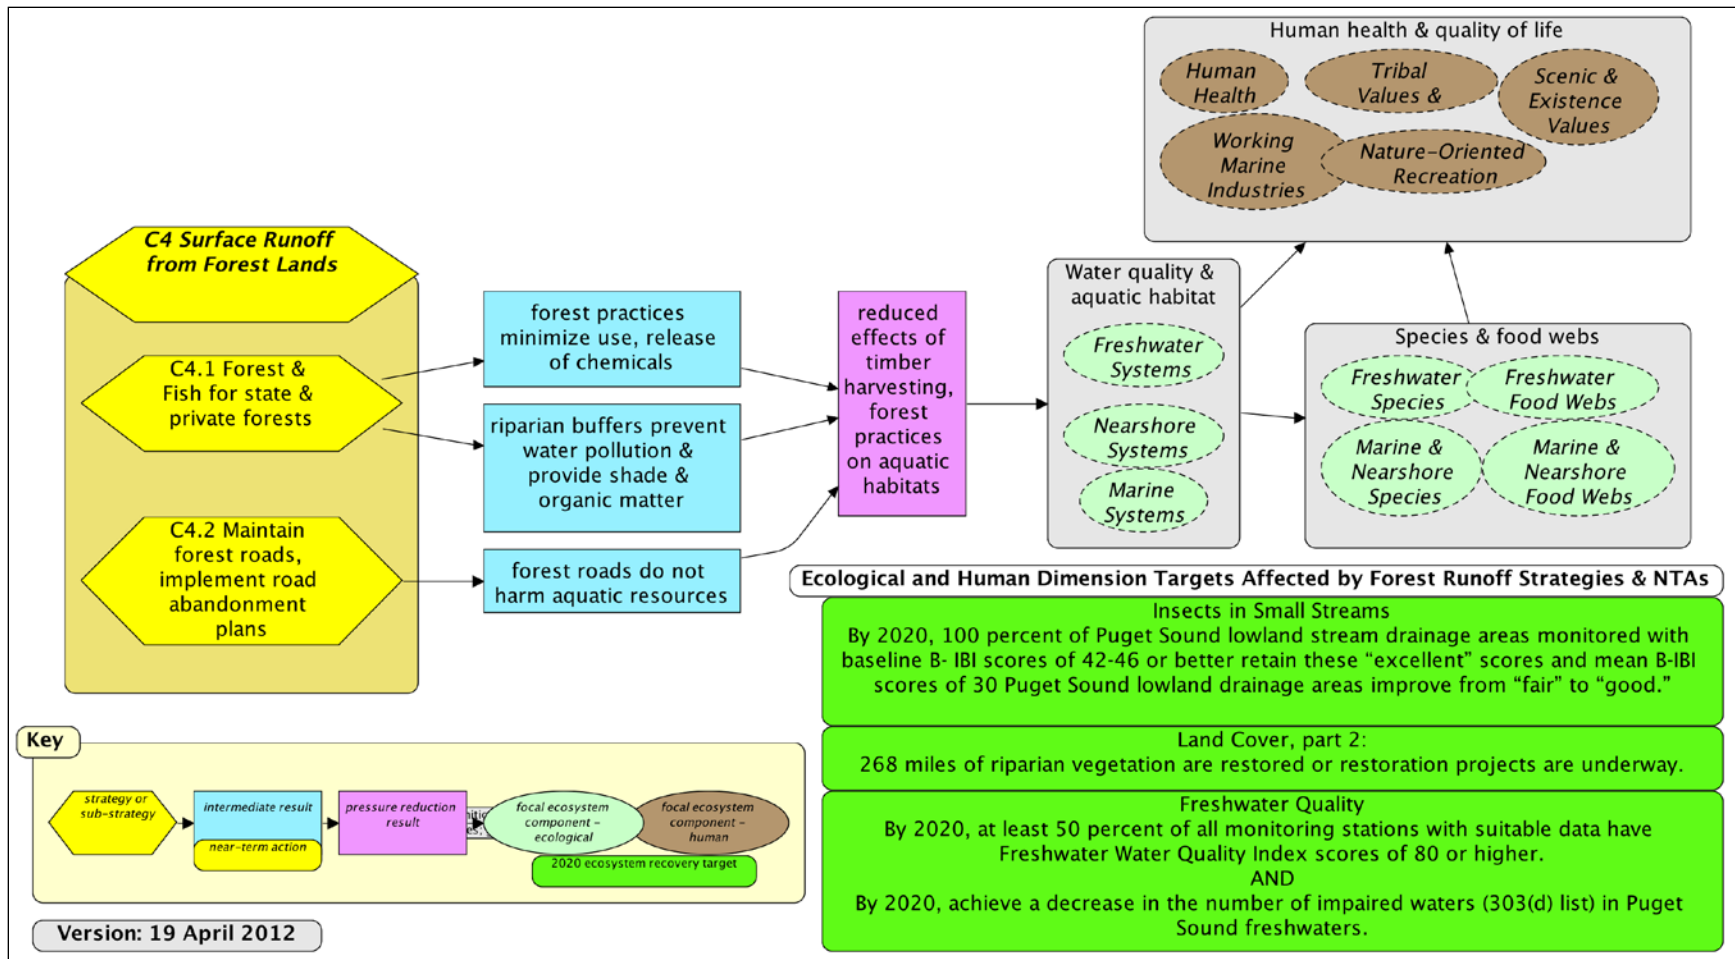 Human health & quality of life
Human
Health
Tribal
Values &
Scenic &
Existence
Values
Working
Marine
Industries
Nature-Oriented
Recreation
C4 Surface Runoff
from Forest Lands
C4.1 Forest &
Fish for state &
private forests
C4.2 Maintain
forest roads,
implement road
abandonment
plans
forest practices
minimize use, release
of chemicals
riparian buffers prevent
water pollution &
provide shade &
organic matter
forest roads do not
harm aquatic resources
reduced
effects of
timber
harvesting,
forest
practices
on aquatic
habitats
Water quality &
aquatic habitat
Freshwater
Systems
Nearshore
Systems
Marine
Systems
Species & food webs
Freshwater
Species
Freshwater
Food Webs
Marine &
Nearshore
Species
Marine &
Nearshore
Food Webs
Ecological and Human Dimension Targets Affected by Forest Runoff Strategies & NTAs
Insects in Small Streams
By 2020, 100 percent of Puget Sound lowland stream drainage areas monitored with
baseline B- IBI scores of 42-46 or better retain these “excellent” scores and mean B-IBI
scores of 30 Puget Sound lowland drainage areas improve from “fair” to “good.”
Land Cover, part 2:
268 miles of riparian vegetation are restored or restoration projects are underway.
Freshwater Quality
By 2020, at least 50 percent of all monitoring stations with suitable data have
Freshwater Water Quality Index scores of 80 or higher.
AND
By 2020, achieve a decrease in the number of impaired waters (303(d) list) in Puget
Sound freshwaters.
Key
strategy or
sub-strategy
intermediate result
near-term action
pressure reduction
result
focal ecosystem
component –
ecological
focal ecosystem
component –
human
2020 ecosystem recovery target
Version: 19 April 2012